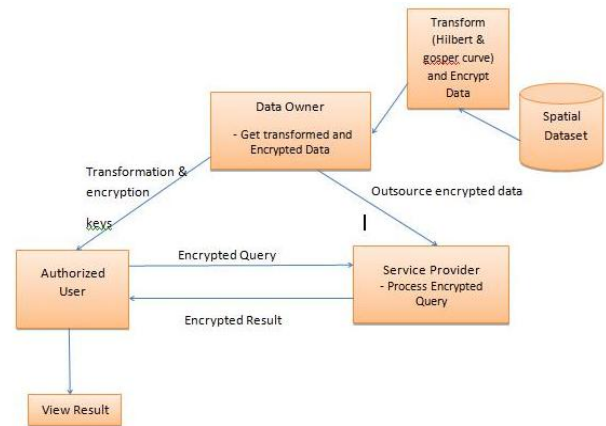 Transform
(Hilbert &
gosper curve)
and Encrypt
Data
Spatial
Dataset
Data Owner
- Get transformed and
Encrypted Data
Transformation &
encryption
keys
Outsource encrypted data
Authorized
User
Encrypted Query
Service Provider
- Process Encrypted
Query
Encrypted Result
View Result